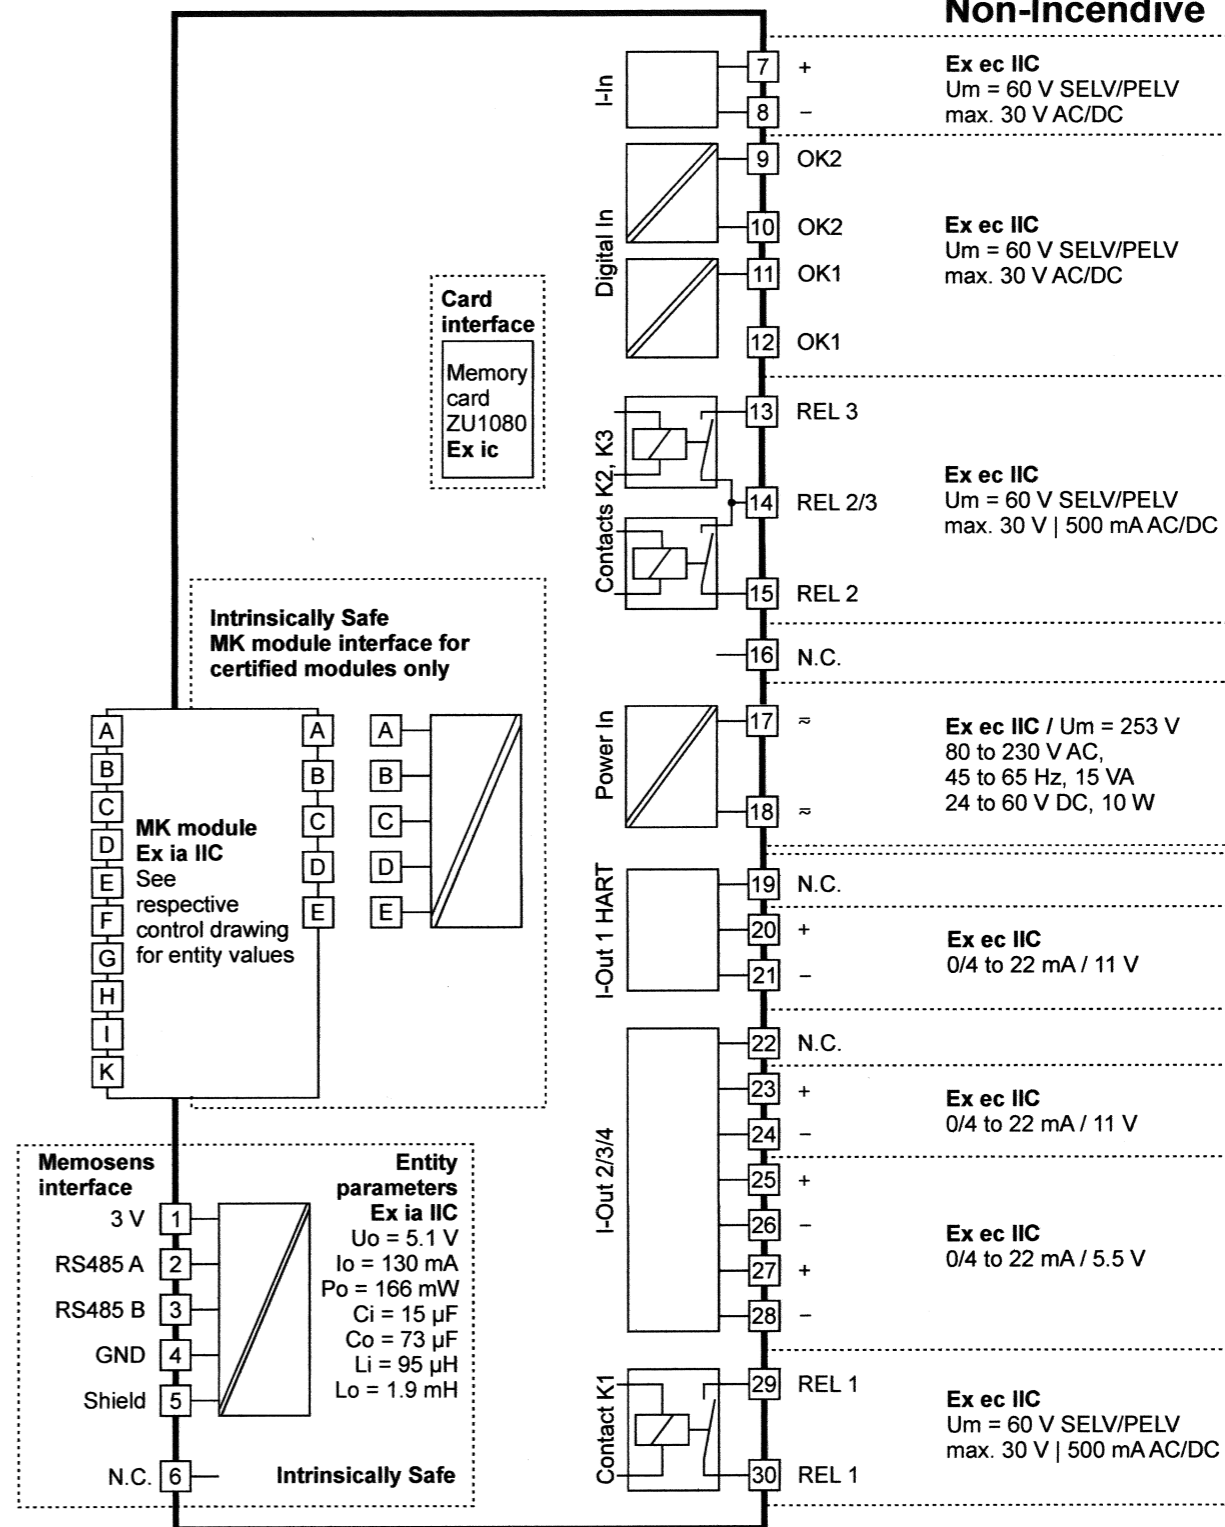 Non-Incendive
I-In
7 +
8 –
Ex ec IIC
Um = 60 V SELV/PELV
max. 30 V AC/DC
Digital In
9 OK2
10 OK2
11 OK1
12 OK1
Ex ec IIC
Um = 60 V SELV/PELV
max. 30 V AC/DC
Card
interface
Memory
card
ZU1080
Ex ic
Contacts K2, K3
13 REL 3
14 REL 2/3
15 REL 2
Ex ec IIC
Um = 60 V SELV/PELV
max. 30 V | 500 mA AC/DC
16 N.C.
Power In
17 ≂
18 ≂
Ex ec IIC / Um = 253 V
80 to 230 V AC,
45 to 65 Hz, 15 VA
24 to 60 V DC, 10 W
Intrinsically Safe
MK module interface for
certified modules only
A
B
C
D
E
F
G
H
I
K
MK module
Ex ia IIC
See
respective
control drawing
for entity values
A
B
C
D
E
A
B
C
D
E
I-Out 1 HART
19 N.C.
20 +
21 –
Ex ec IIC
0/4 to 22 mA / 11 V
I-Out 2/3/4
22 N.C.
23 +
24 –
Ex ec IIC
0/4 to 22 mA / 11 V
25 +
26 –
27 +
28 –
Ex ec IIC
0/4 to 22 mA / 5.5 V
Contact K1
29 REL 1
30 REL 1
Ex ec IIC
Um = 60 V SELV/PELV
max. 30 V | 500 mA AC/DC
Memosens
interface
3 V 1
RS485 A 2
RS485 B 3
GND 4
Shield 5
N.C. 6
Entity
parameters
Ex ia IIC
Uo = 5.1 V
Io = 130 mA
Po = 166 mW
Ci = 15 µF
Co = 73 µF
Li = 95 µH
Lo = 1.9 mH
Intrinsically Safe